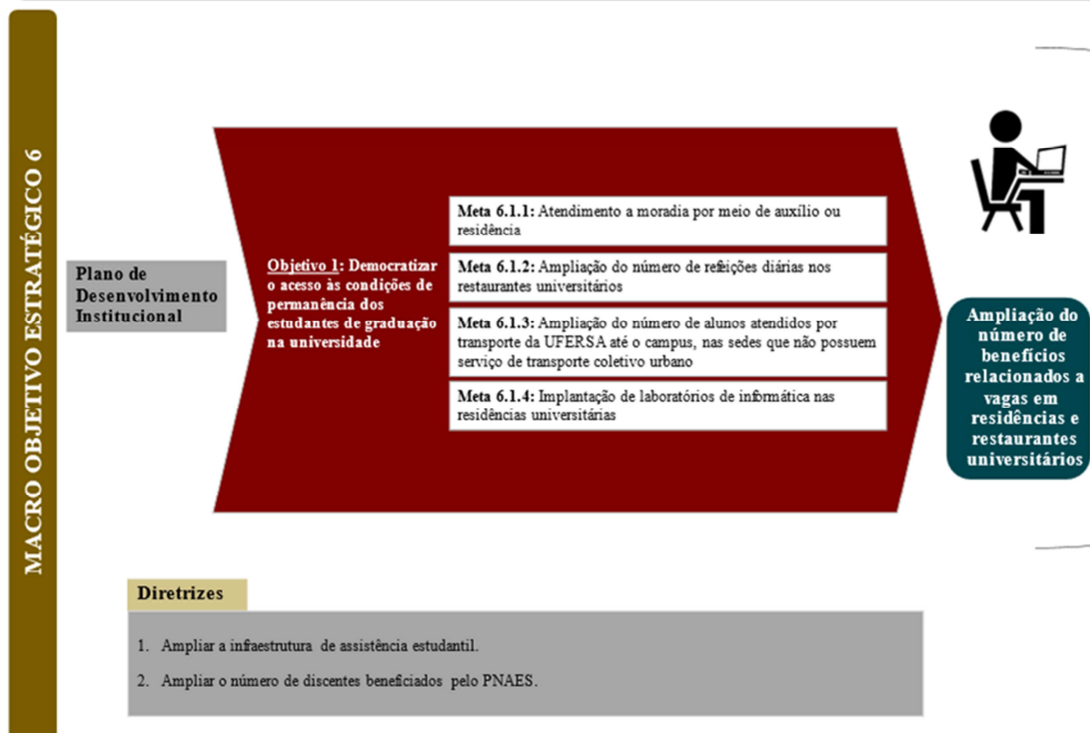 MACRO OBJETIVO ESTRATÉGICO 6
Plano de
Desenvolvimento
Institucional
Objetivo 1: Democratizar
o acesso às condições de
permanência dos
estudantes de graduação
na universidade
Meta 6.1.1: Atendimento a moradia por meio de auxílio ou
residência
Meta 6.1.2: Ampliação do número de refeições diárias nos
restaurantes universitários
Meta 6.1.3: Ampliação do número de alunos atendidos por
transporte da UFERSA até o campus, nas sedes que não possuem
serviço de transporte coletivo urbano
Meta 6.1.4: Implantação de laboratórios de informática nas
residências universitárias
Ampliação do
número de
benefícios
relacionados a
vagas em
residências e
restaurantes
universitários
Diretrizes
1. Ampliar a infraestrutura de assistência estudantil.
2. Ampliar o número de discentes beneficiados pelo PNAES.